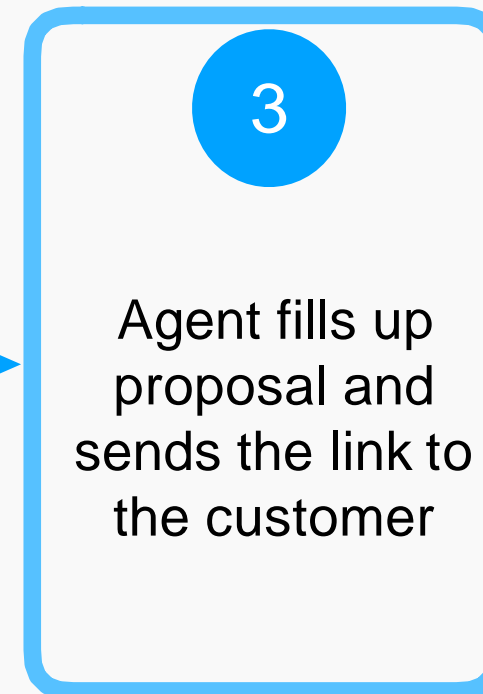 3
Agent fills up
proposal and
sends the link to
the customer